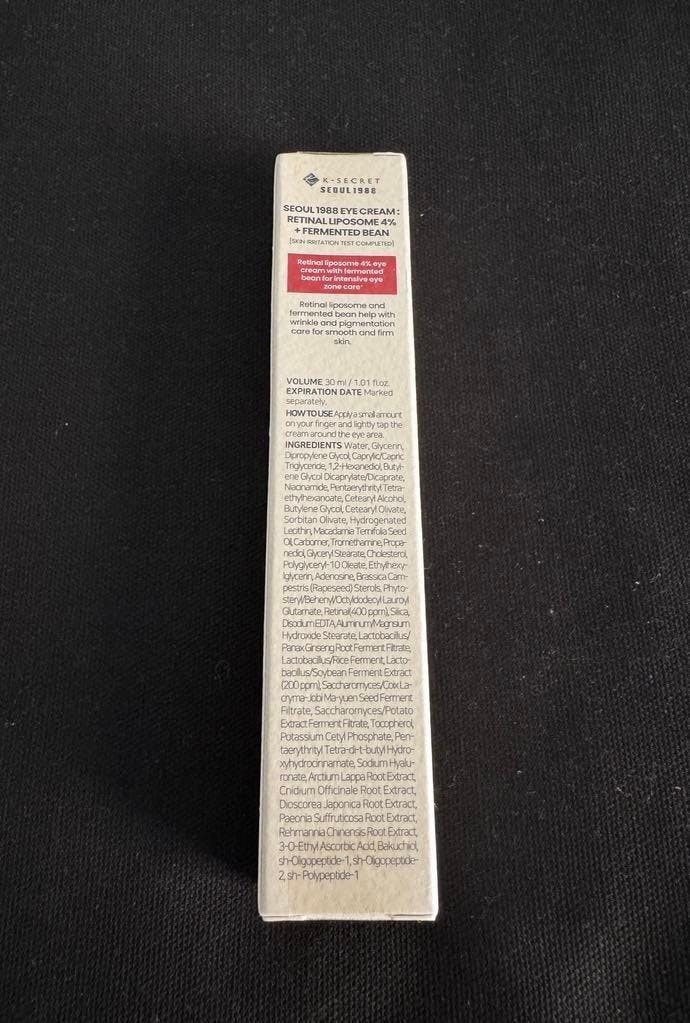 K-SECRET
SEOUL1988
SEOUL 1988 EYE CREAM :
RETINAL LIPOSOME 4%
+ FERMENTED BEAN
[SKIN IRRITATION TEST COMPLETED]
Retinal liposome 4% eye
cream with fermented
bean for intensive eye
zone care*
Retinal liposome and
fermented bean help with
wrinkle and pigmentation
care for smooth and firm
skin.
VOLUME 30 ml / 1.01 fl.oz.
EXPIRATION DATE Marked
separately.
HOW TO USE Apply a small amount
on your finger and lightly tap the
cream around the eye area.
INGREDIENTS Water, Glycerin,
Dipropylene Glycol, Caprylic/Capric
Triglyceride, 1,2-Hexanediol, Butyl-
ene Glycol Dicaprylate/Dicaprate,
Niacinamide, Pentaerythrityl Tetra-
ethylhexanoate, Cetearyl Alcohol,
Butylene Glycol, Cetearyl Olivate,
Sorbitan Olivate, Hydrogenated
Lecithin, Macadamia Ternifolia Seed
Oil, Carbomer, Tromethamine, Propa-
nediol, Glyceryl Stearate, Cholesterol,
Polyglyceryl-10 Oleate, Ethylhexy-
lglycerin, Adenosine, Brassica Cam-
pestris (Rapeseed) Sterols, Phyto-
steryl/Behenyl/Octyldodecyl Lauroyl
Glutamate, Retinal(400 ppm), Silica,
Disodium EDTA, Aluminum/Magnsium
Hydroxide Stearate, Lactobacillus/
Panax Ginseng Root Ferment Filtrate,
Lactobacillus/Rice Ferment, Lacto-
bacillus/Soybean Ferment Extract
(200 ppm), Saccharomyces/Coix La-
cryma-Jobi Ma-yuen Seed Ferment
Filtrate, Saccharomyces/Potato
Extract Ferment Filtrate, Tocopherol,
Potassium Cetyl Phosphate, Pen-
taerythrityl Tetra-di-t-butyl Hydro-
xyhydrocinnamate, Sodium Hyalu-
ronate, Arctium Lappa Root Extract,
Cnidium Officinale Root Extract,
Dioscorea Japonica Root Extract,
Paeonia Suffruticosa Root Extract,
Rehmannia Chinensis Root Extract,
3-O-Ethyl Ascorbic Acid, Bakuchiol,
sh-Oligopeptide-1, sh-Oligopeptide-
2, sh- Polypeptide-1